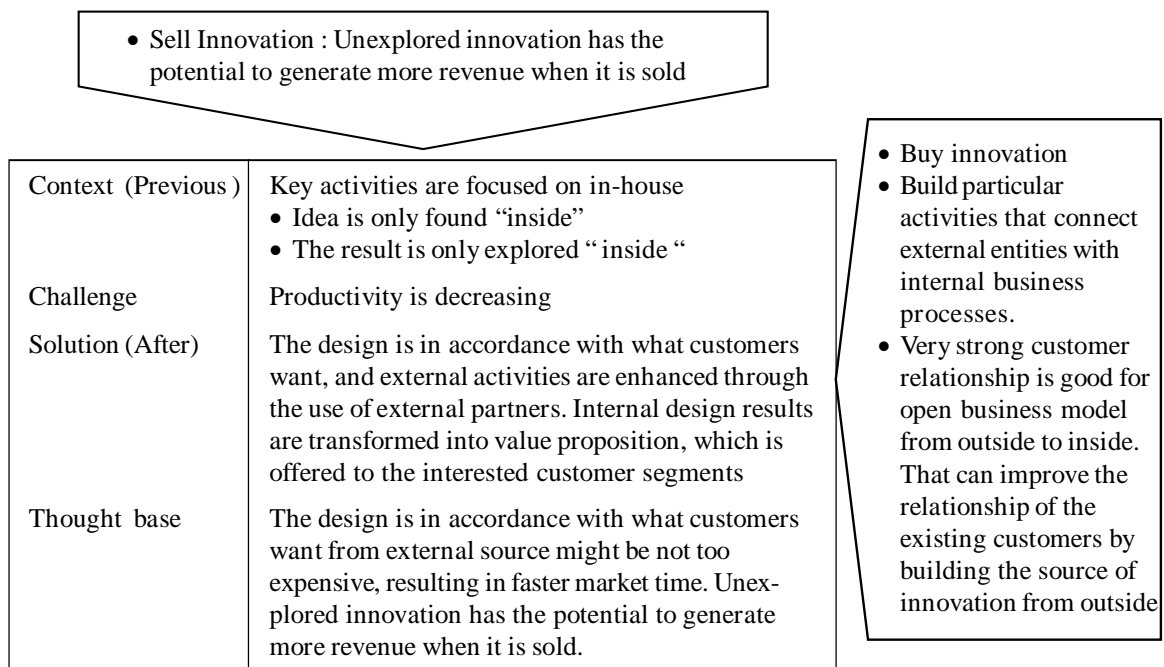 • Sell Innovation : Unexplored innovation has the
potential to generate more revenue when it is sold
Context (Previous ) Key activities are focused on in-house
• Idea is only found “inside”
• The result is only explored “ inside “
Challenge Productivity is decreasing
Solution (After) The design is in accordance with what customers
want, and external activities are enhanced through
the use of external partners. Internal design results
are transformed into value proposition, which is
offered to the interested customer segments
Thought base The design is in accordance with what customers
want from external source might be not too
expensive, resulting in faster market time. Unex-
plored innovation has the potential to generate
more revenue when it is sold.
• Buy innovation
• Build particular
activities that connect
external entities with
internal business
processes.
• Very strong customer
relationship is good for
open business model
from outside to inside.
That can improve the
relationship of the
existing customers by
building the source of
innovation from outside